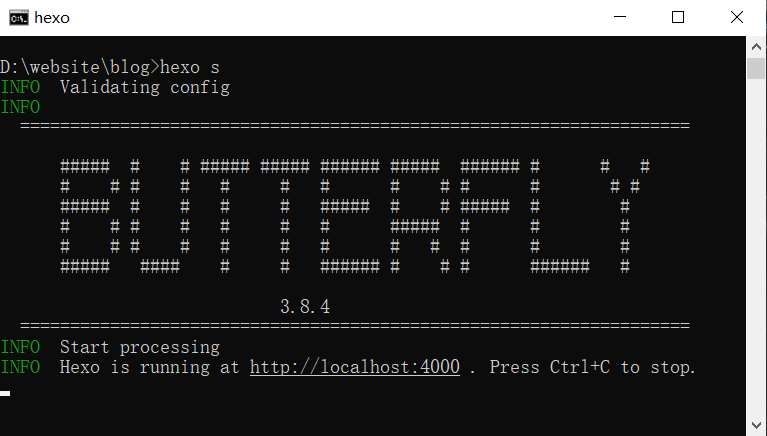 hexo
D:\website\blog>hexo s
INFO  Validating config
INFO
  ===================================================================
      #####  #    # ##### ##### ###### #####  ###### #      #   #
      #    # #    #   #     #   #      #    # #      #       # #
      #####  #    #   #     #   #####  #    # #####  #        #
      #    # #    #   #     #   #      #####  #      #        #
      #    # #    #   #     #   #      #   #  #      #        #
      #####   ####    #     #   ###### #    # #      ######   #
                            3.8.4
  ===================================================================
INFO  Start processing
INFO  Hexo is running at http://localhost:4000 . Press Ctrl+C to stop.